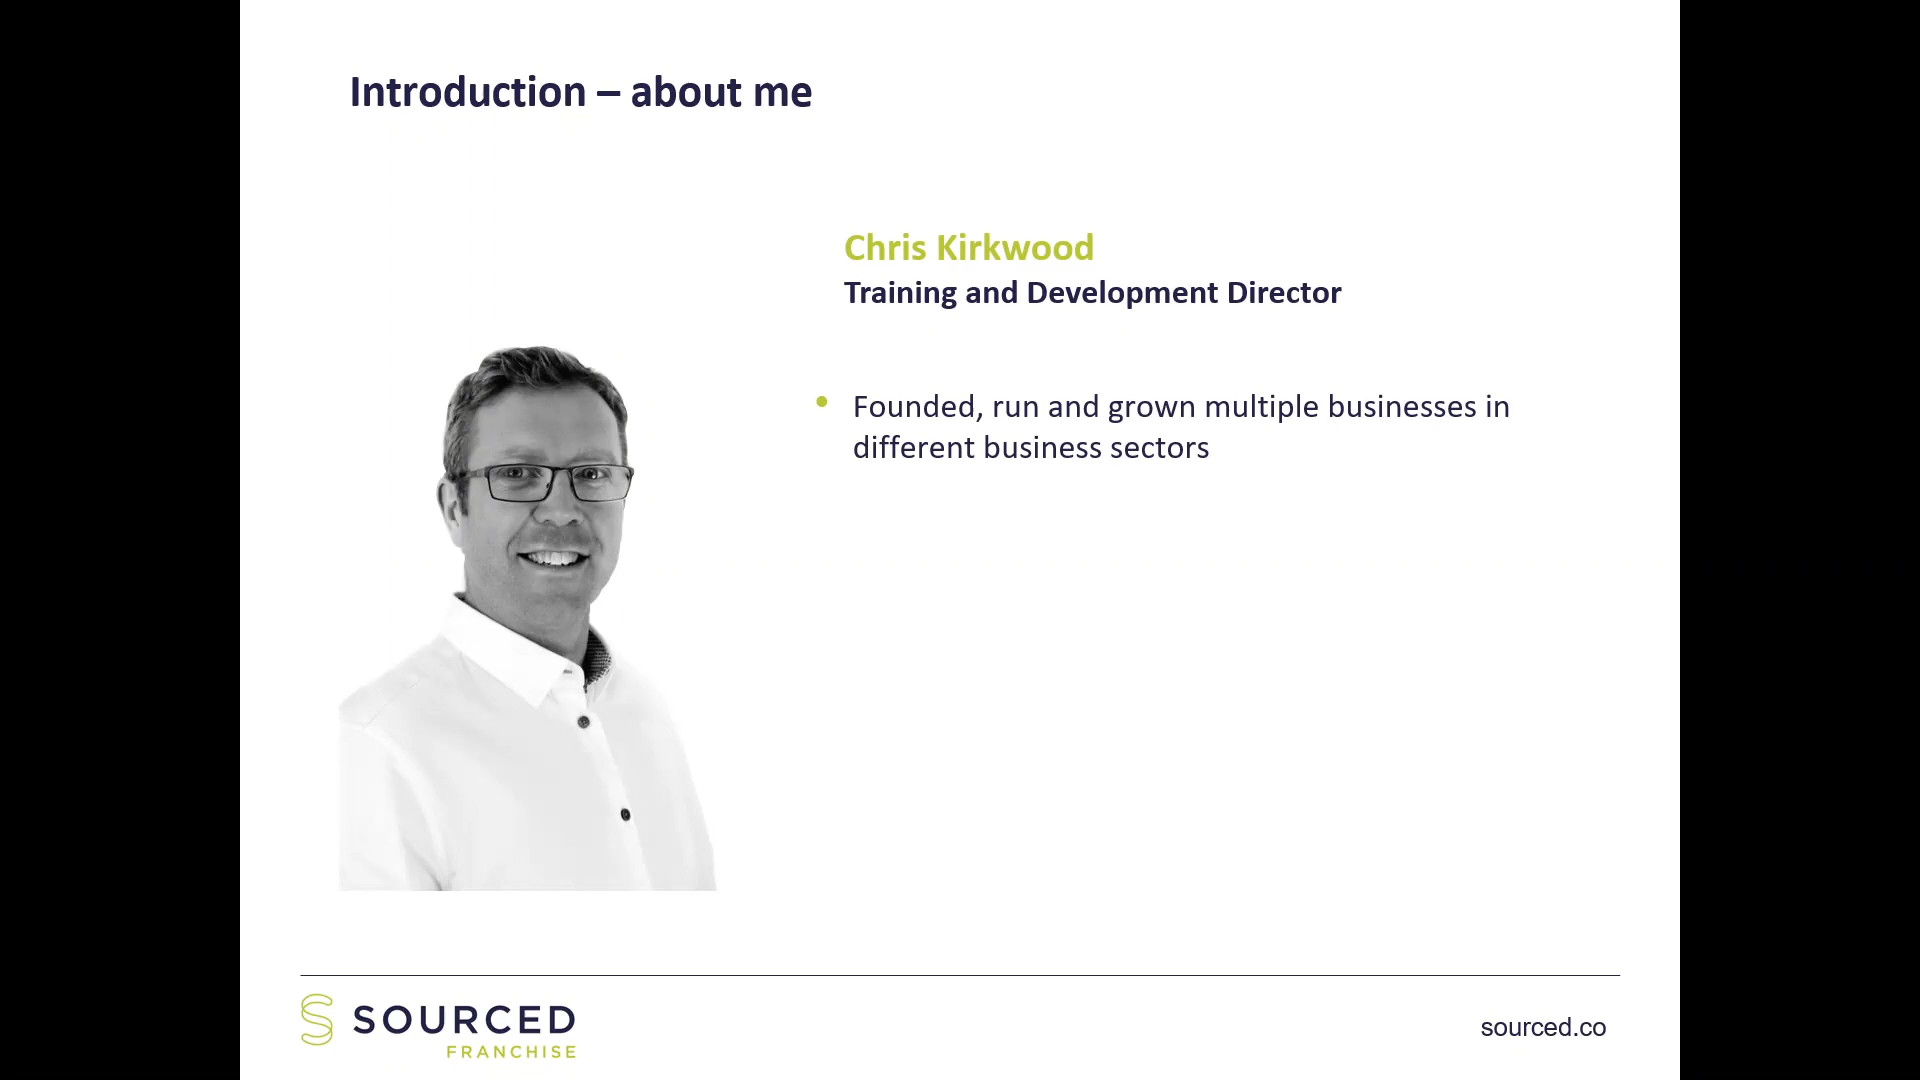 Introduction – about me
Chris Kirkwood
Training and Development Director
• Founded, run and grown multiple businesses in
different business sectors
SOURCED
FRANCHISE
sourced.co